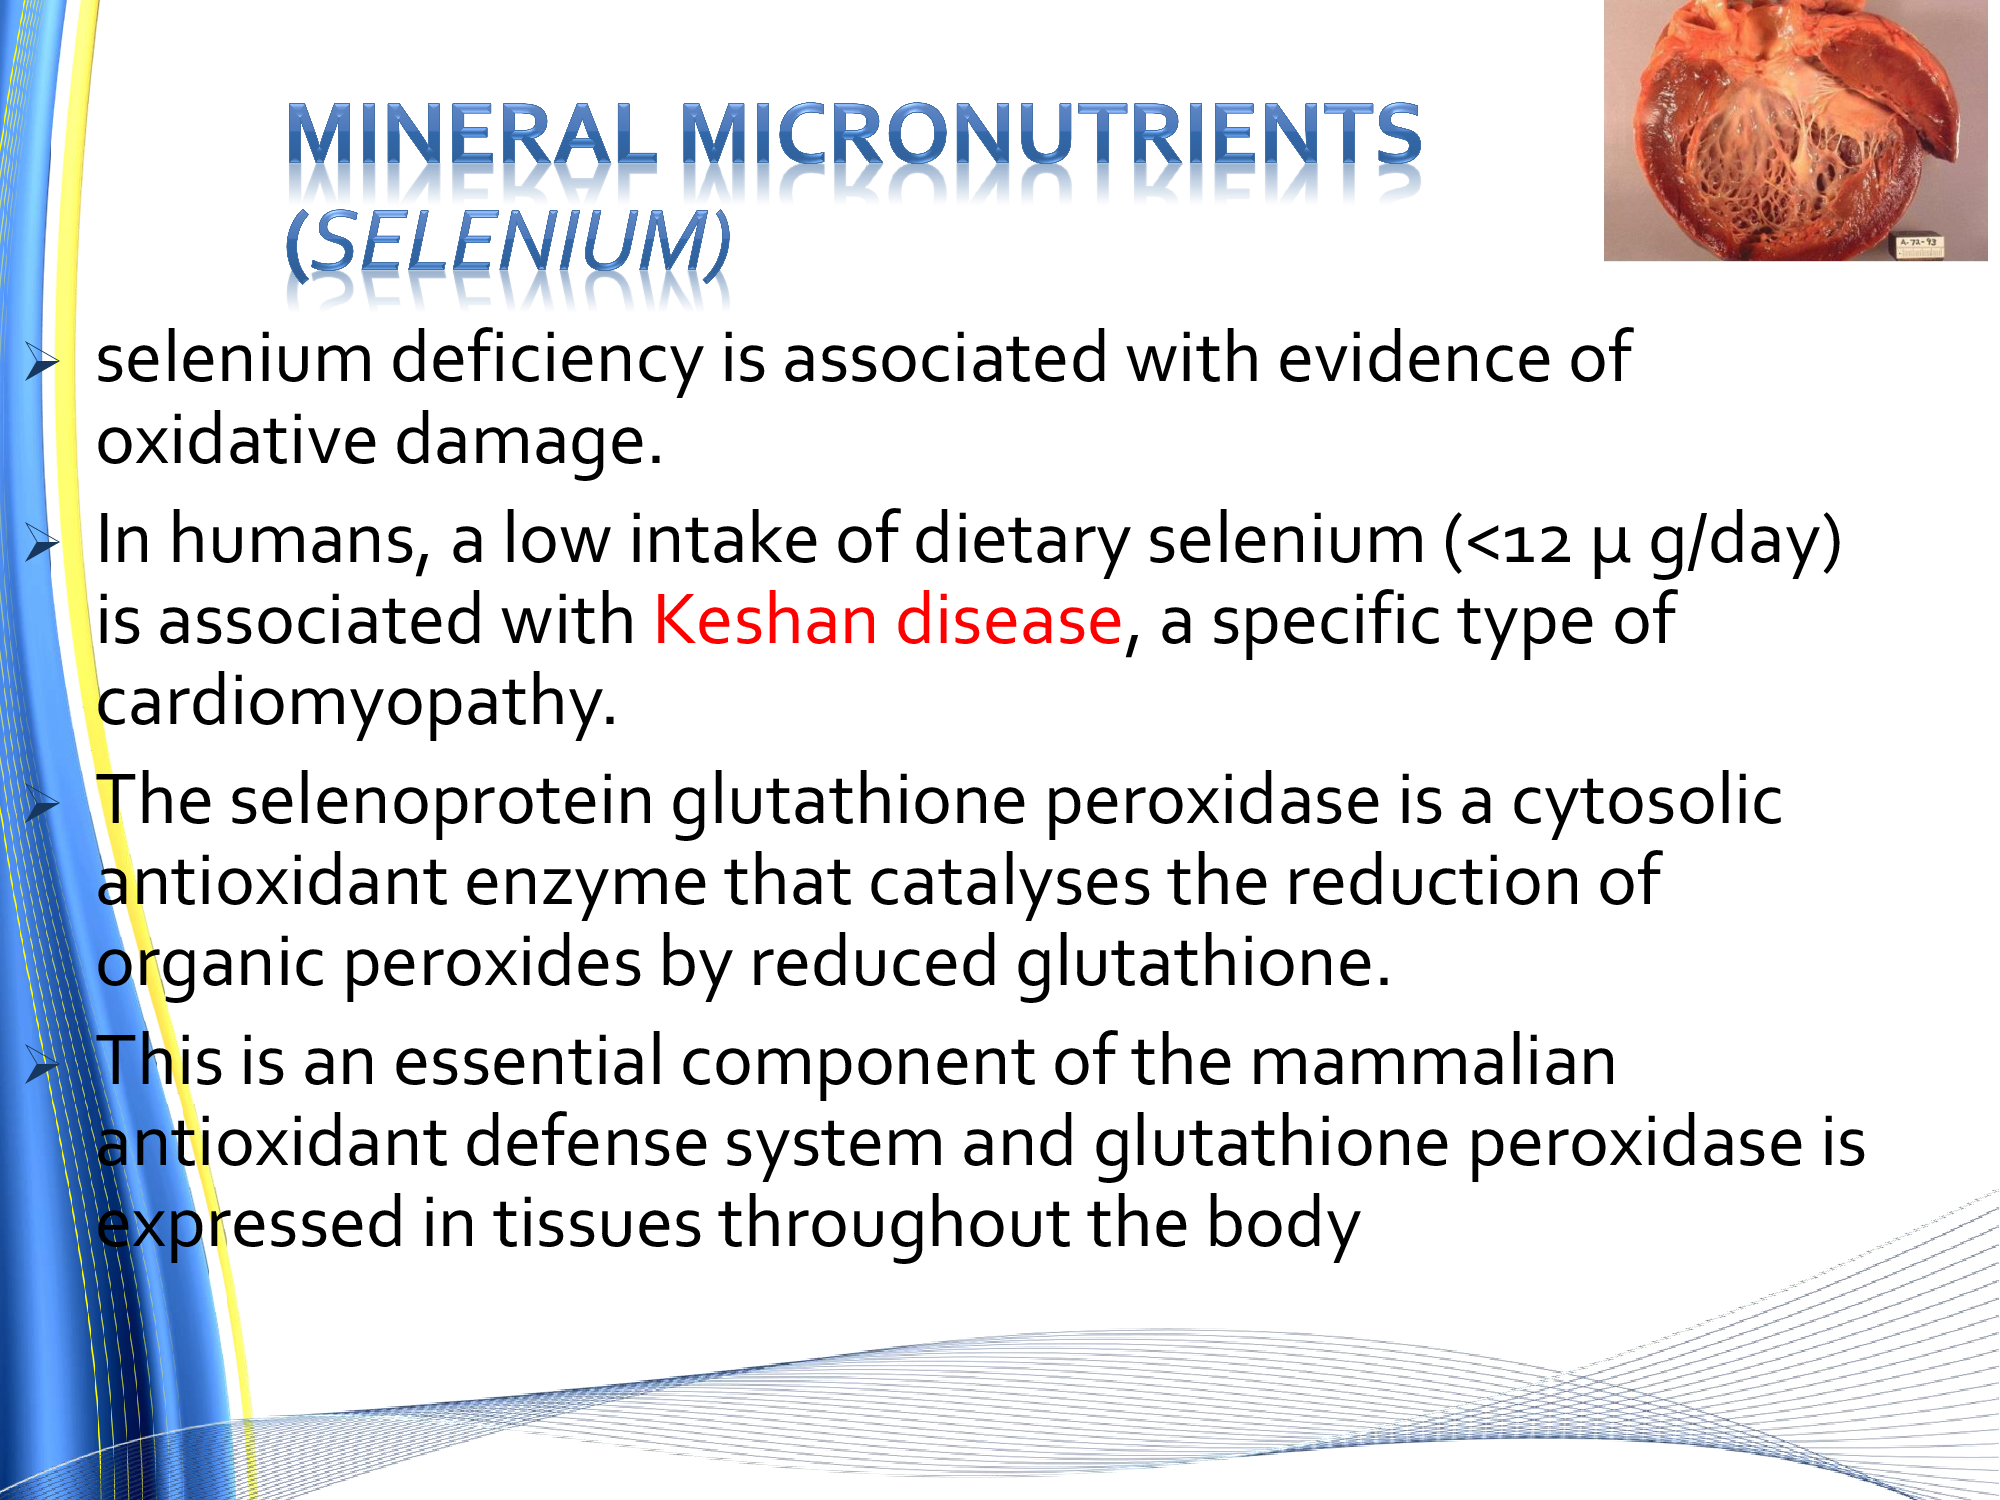 MINERAL MICRONUTRIENTS
(SELENIUM)
A-72-93
selenium deficiency is associated with evidence of
oxidative damage.
In humans, a low intake of dietary selenium (<12 µ g/day)
is associated with Keshan disease, a specific type of
cardiomyopathy.
The selenoprotein glutathione peroxidase is a cytosolic
antioxidant enzyme that catalyses the reduction of
organic peroxides by reduced glutathione.
This is an essential component of the mammalian
antioxidant defense system and glutathione peroxidase is
expressed in tissues throughout the body